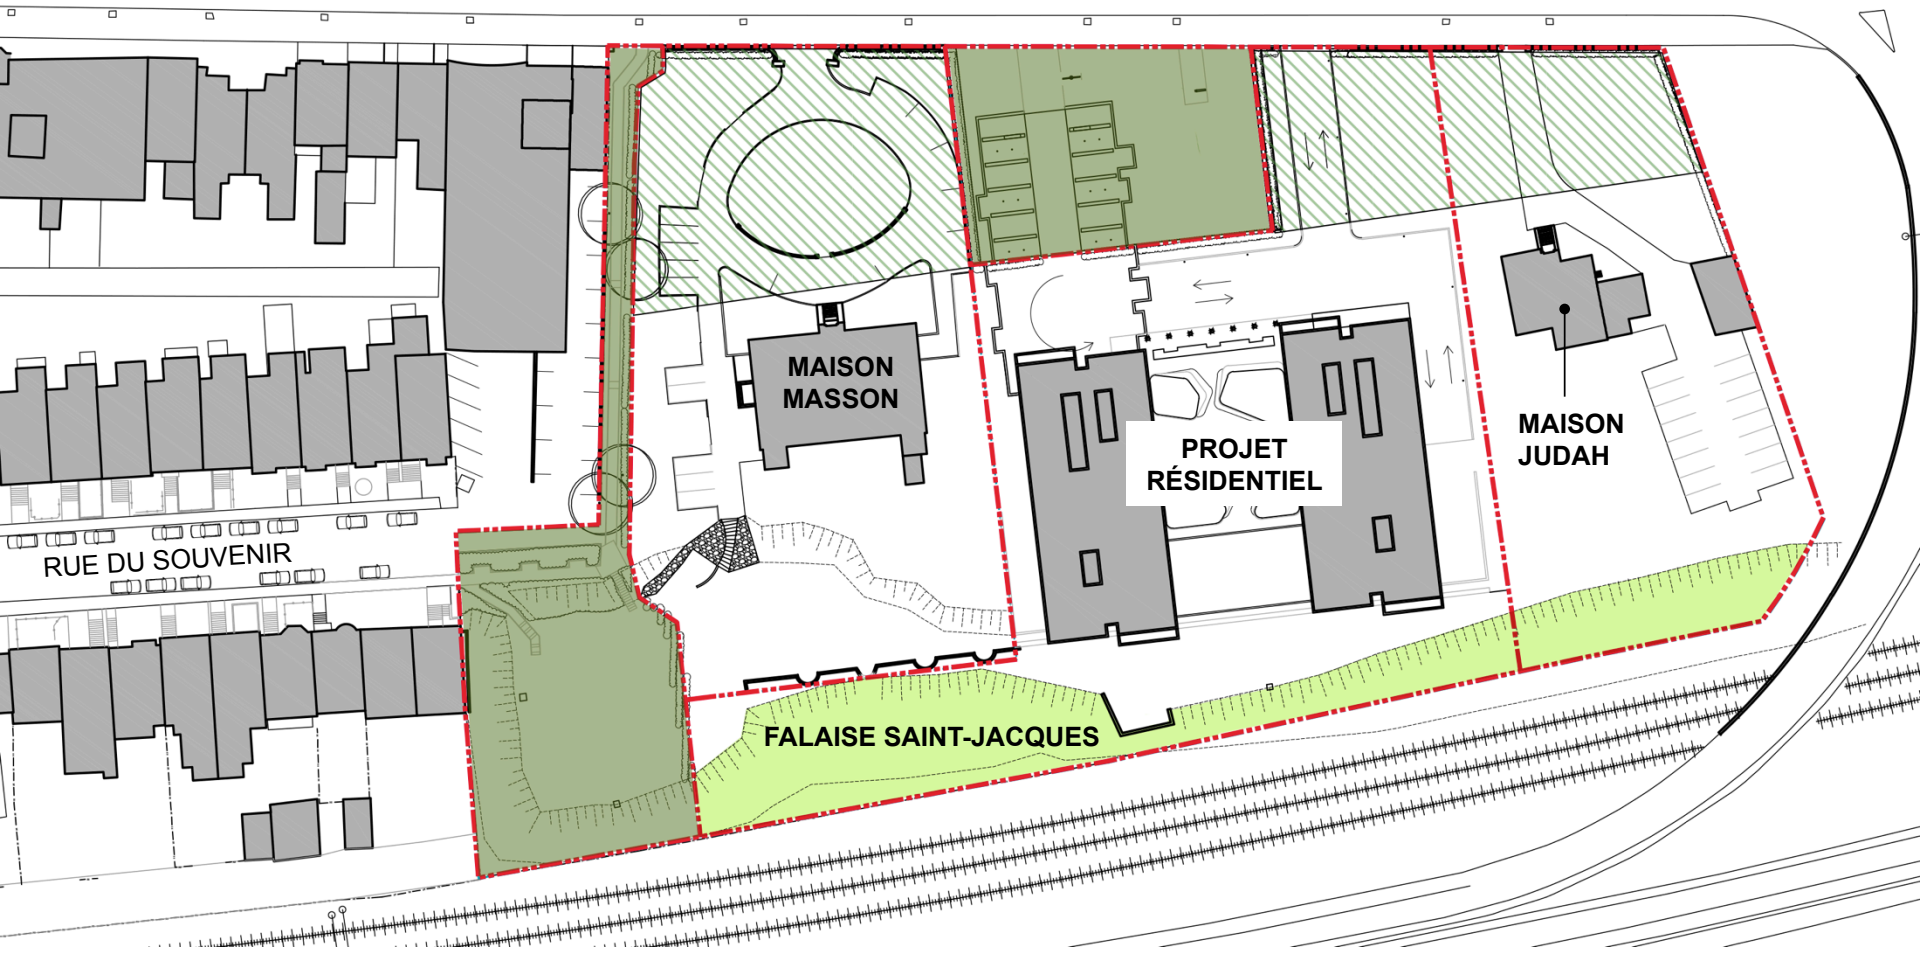 MAISON
MASSON
PROJET
RÉSIDENTIEL
MAISON
JUDAH
RUE DU SOUVENIR
FALAISE SAINT-JACQUES